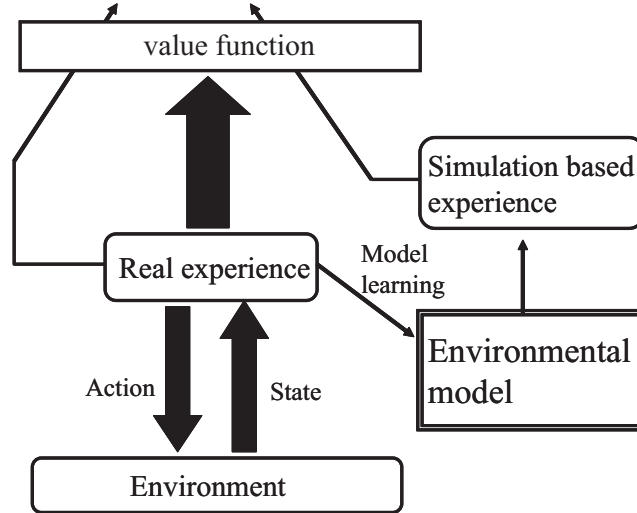 value function
Simulation based
experience
Real experience
Model
learning
Environmental
model
Action
State
Environment